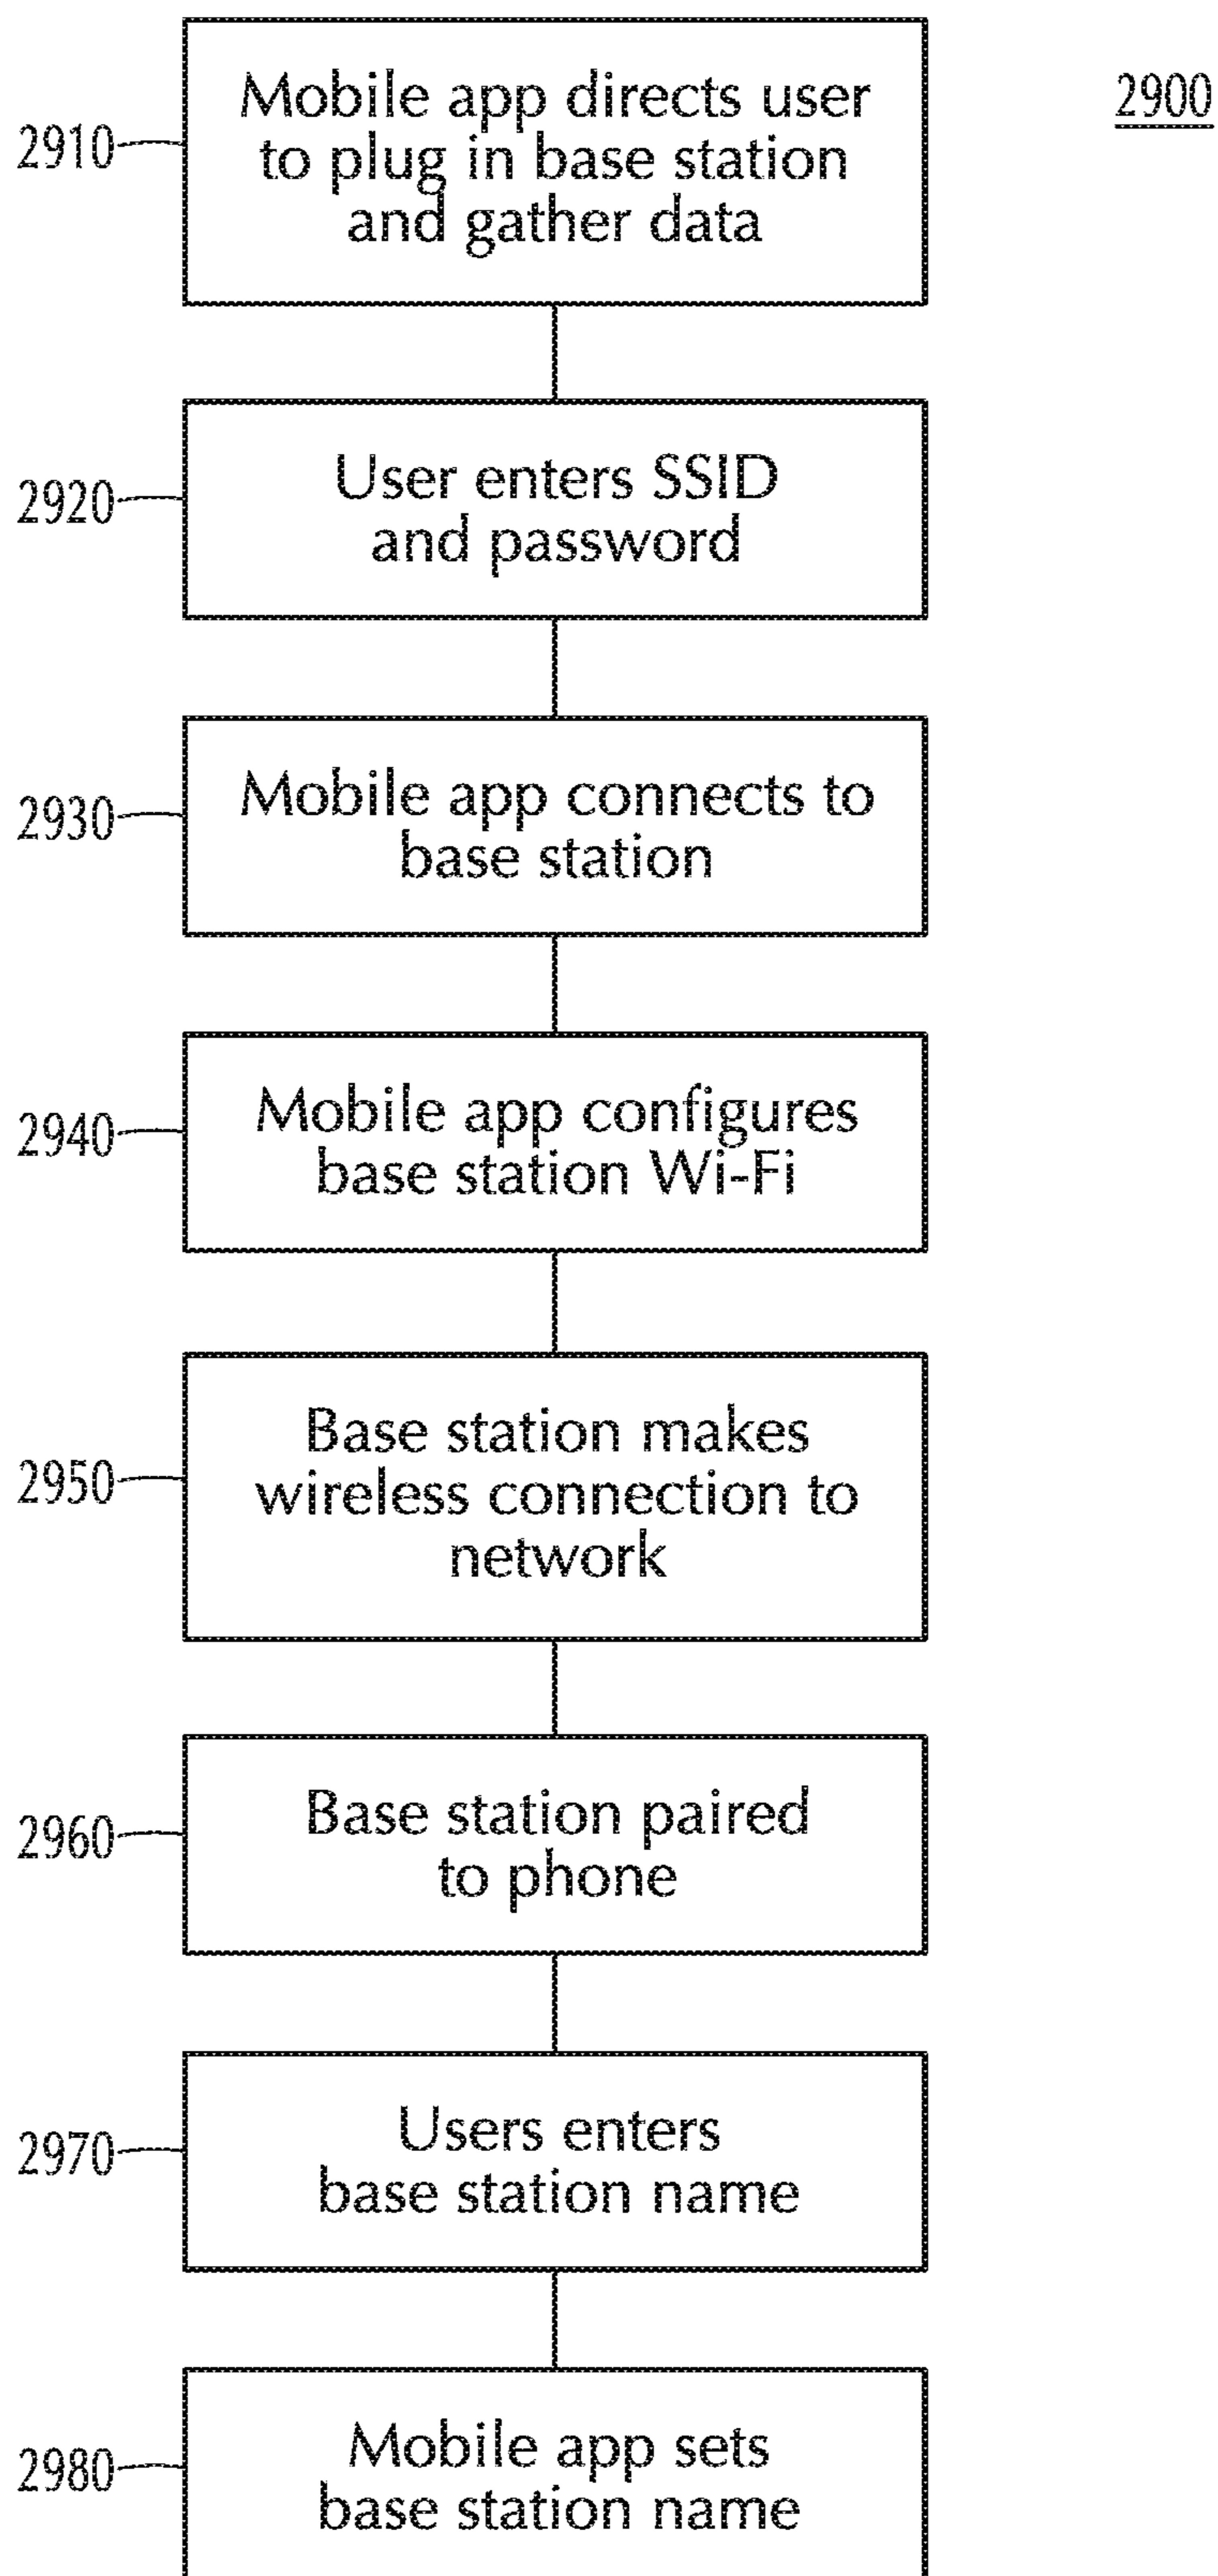 2900
2910
Mobile app directs user
to plug in base station
and gather data
2920
User enters SSID
and password
2930
Mobile app connects to
base station
2940
Mobile app configures
base station Wi-Fi
2950
Base station makes
wireless connection to
network
2960
Base station paired
to phone
2970
Users enters
base station name
2980
Mobile app sets
base station name